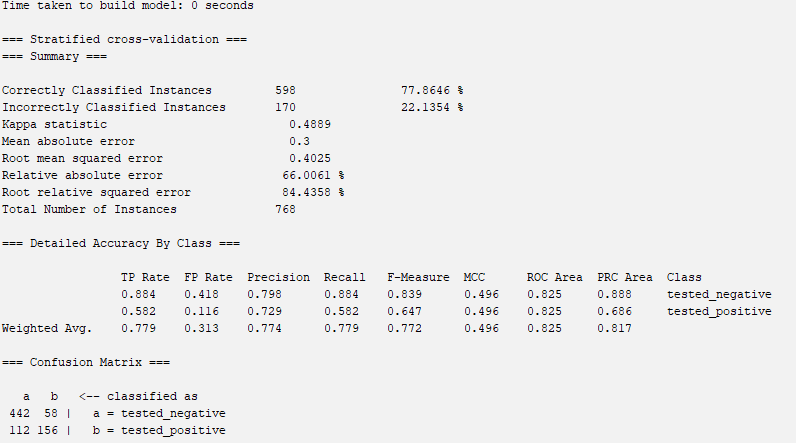 Time taken to build model: 0 seconds
=== Stratified cross-validation ===
=== Summary ===
Correctly Classified Instances         598               77.8646 %
Incorrectly Classified Instances       170               22.1354 %
Kappa statistic                          0.4889
Mean absolute error                      0.3
Root mean squared error                  0.4025
Relative absolute error                 66.0061 %
Root relative squared error             84.4358 %
Total Number of Instances              768
=== Detailed Accuracy By Class ===
                 TP Rate  FP Rate  Precision  Recall   F-Measure  MCC      ROC Area  PRC Area  Class
                 0.884    0.418    0.798      0.884    0.839      0.496    0.825     0.888     tested_negative
                 0.582    0.116    0.729      0.582    0.647      0.496    0.825     0.686     tested_positive
Weighted Avg.    0.779    0.313    0.774      0.779    0.772      0.496    0.825     0.817
=== Confusion Matrix ===
   a   b   <-- classified as
 442  58 |   a = tested_negative
 112 156 |   b = tested_positive